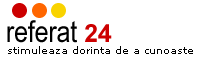 referat 24
stimuleaza dorinta de a cunoaste